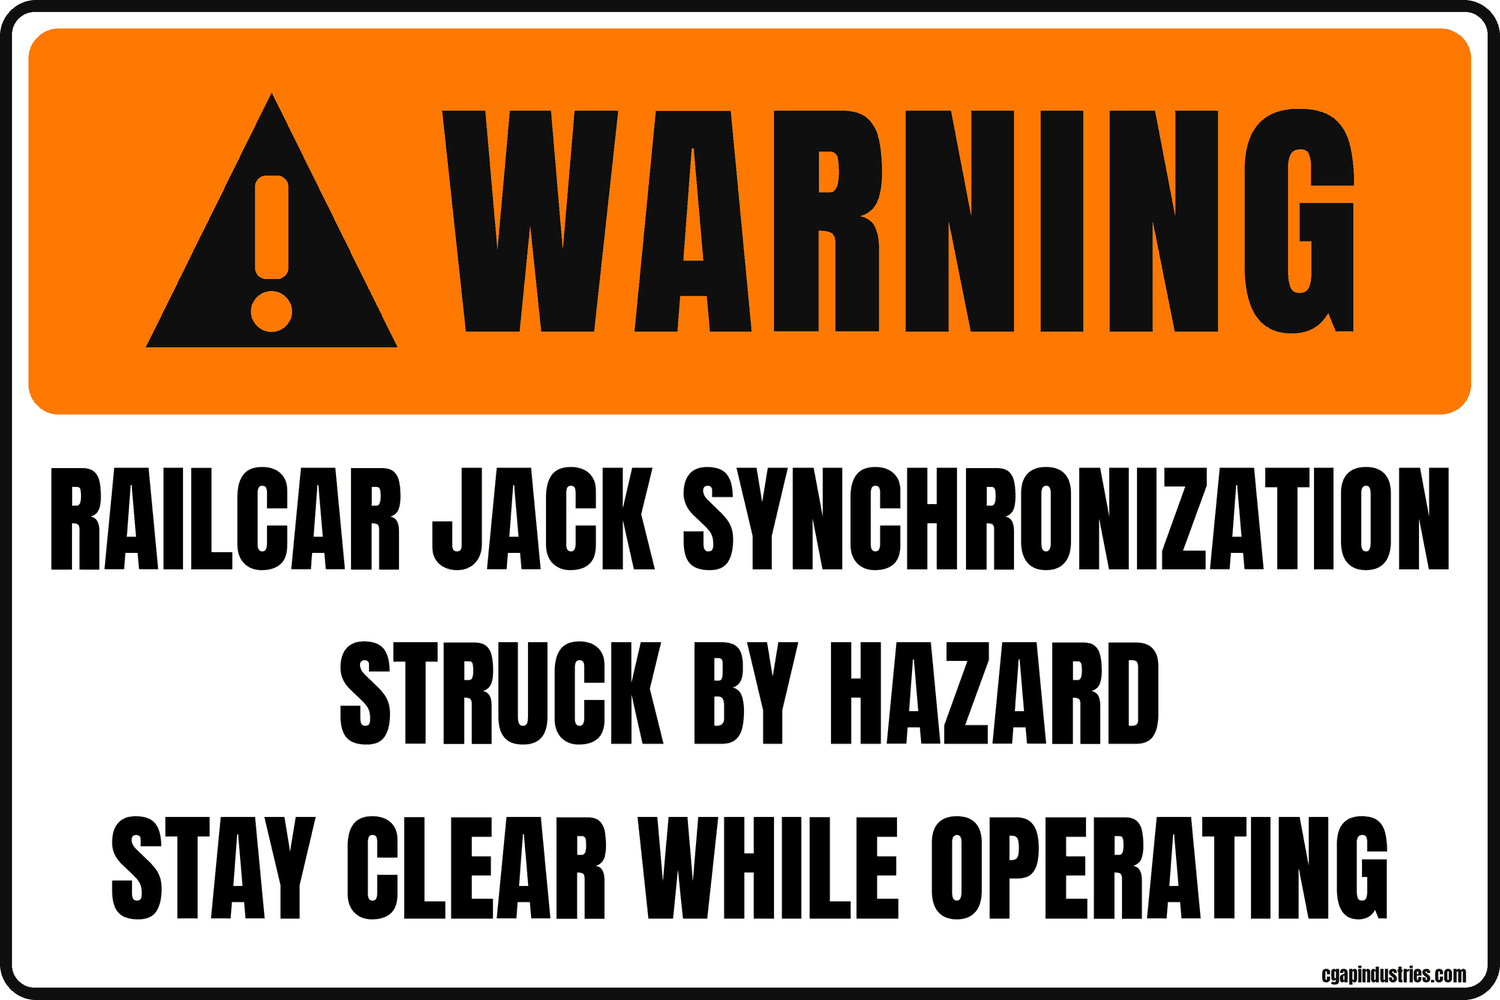 WARNING
RAILCAR JACK SYNCHRONIZATION
STRUCK BY HAZARD
STAY CLEAR WHILE OPERATING
cgapindustries.com